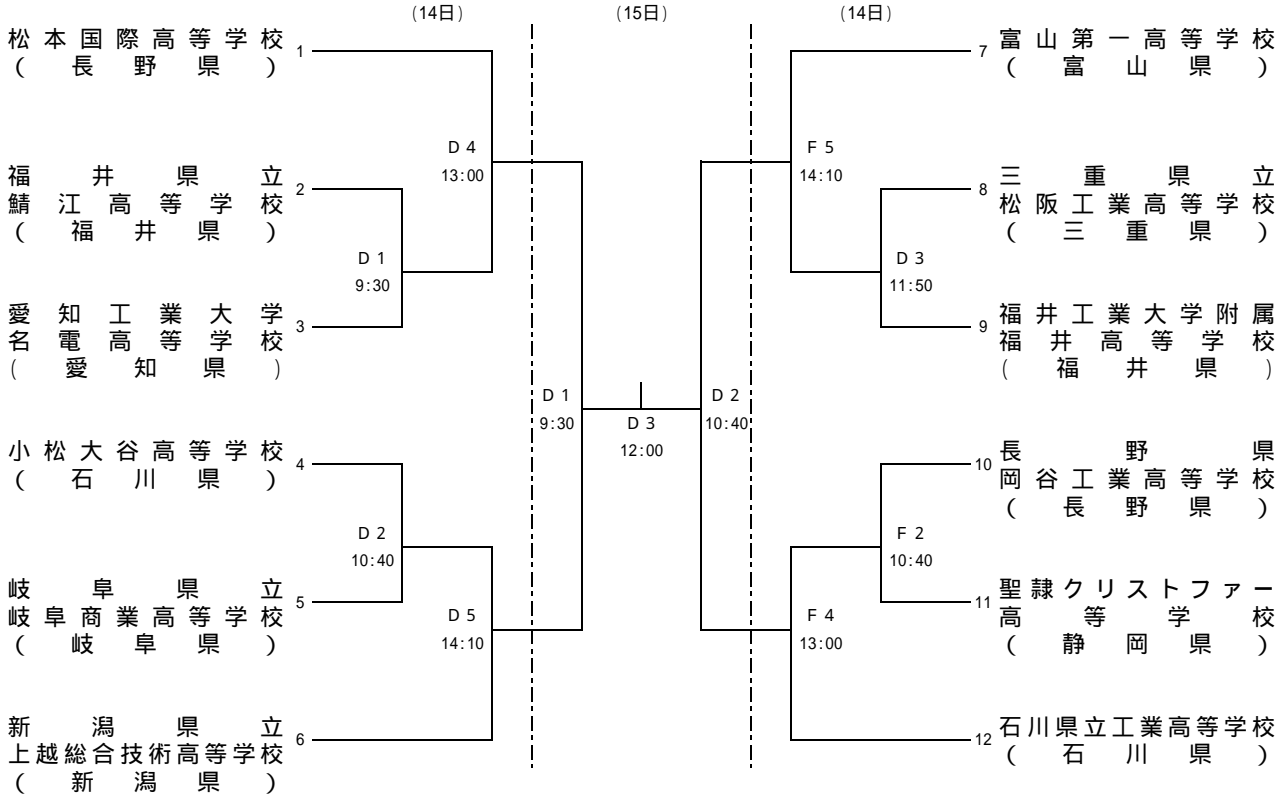 (14日)
(15日)
(14日)
松本国際高等学校
(長野県)
1
福井県立
鯖江高等学校
(福井県)
2
愛知工業大学
名電高等学校
(愛知県)
3
小松大谷高等学校
(石川県)
4
岐阜県立
岐阜商業高等学校
(岐阜県)
5
新潟県立
上越総合技術高等学校
(新潟県)
6
D 1
9:30
D 4
13:00
D 2
10:40
D 5
14:10
D 1
9:30
D 3
12:00
D 2
10:40
F 5
14:10
D 3
11:50
F 2
10:40
F 4
13:00
7
富山第一高等学校
(富山県)
8
三重県立
松阪工業高等学校
(三重県)
9
福井工業大学附属
福井高等学校
(福井県)
10
長野県
岡谷工業高等学校
(長野県)
11
聖隷クリストファー
高等学校
(静岡県)
12
石川県立工業高等学校
(石川県)